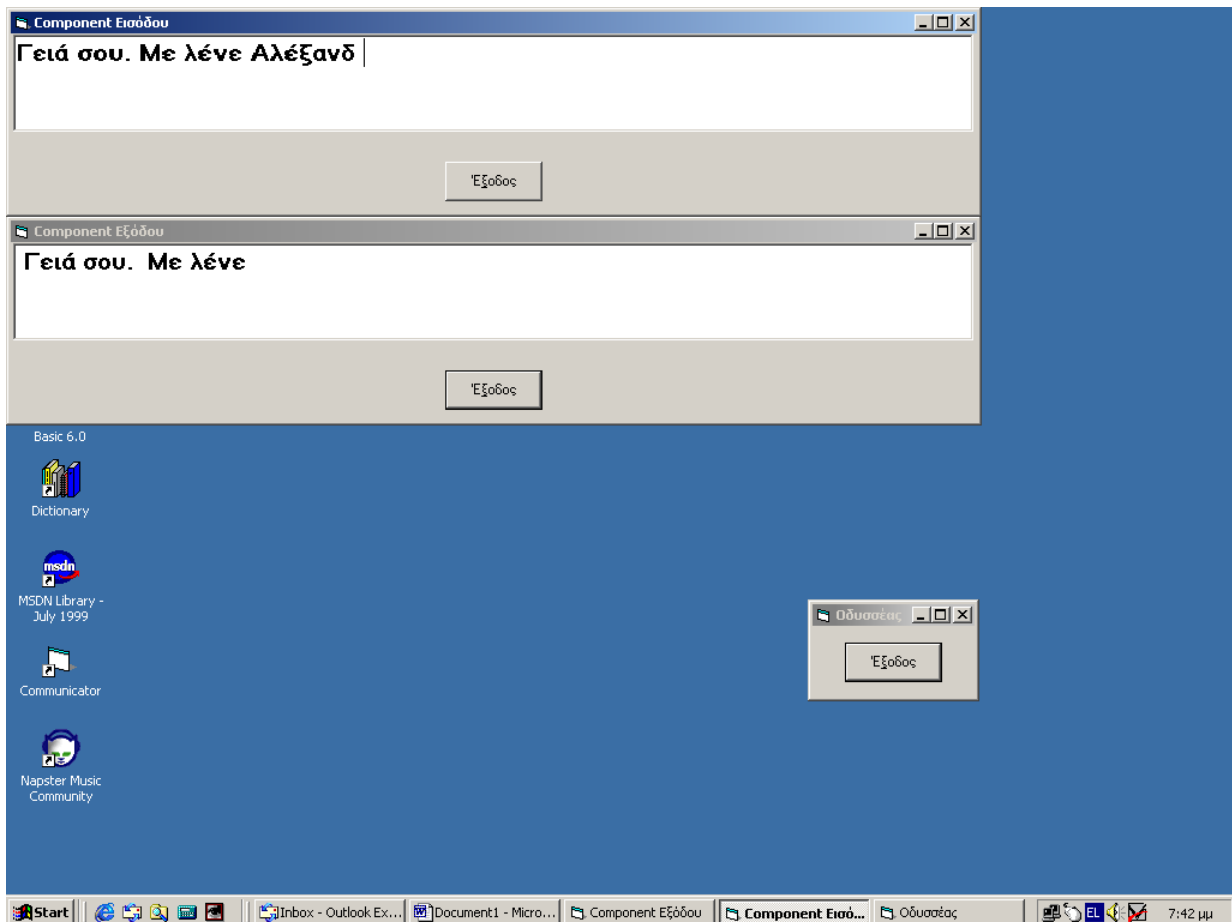 Component Εισόδου
Γειά σου. Με λένε Αλέξανδ
Έξοδος
Component Εξόδου
Γειά σου.  Με λένε
Έξοδος
Basic 6.0
Dictionary
msdn
MSDN Library -
July 1999
Οδυσσέας
Έξοδος
Communicator
Napster Music
Community
Start Inbox - Outlook Ex... Document1 - Micro... Component Εξόδου Component Εισό... Οδυσσέας EL 7:42 μμ